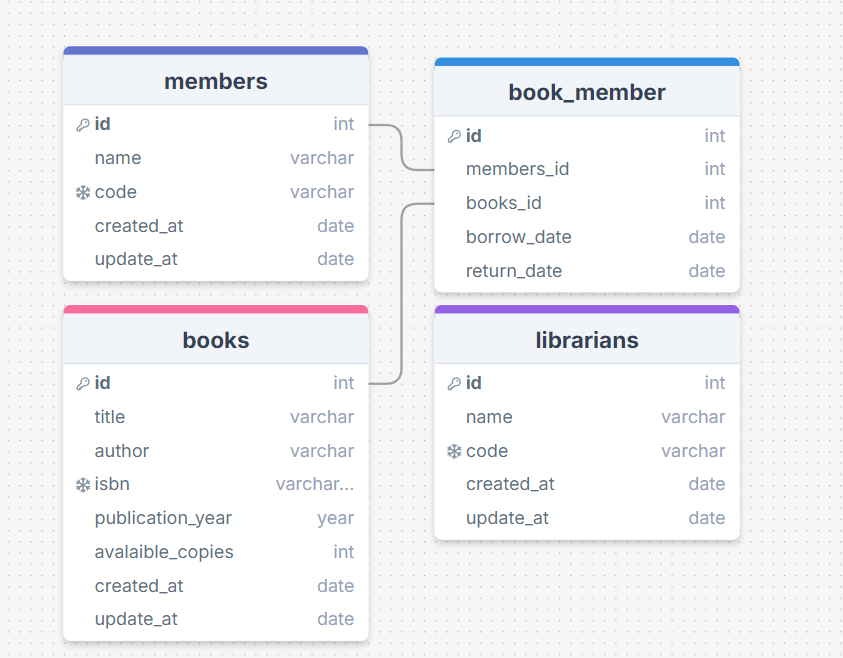 members
id int
name varchar
code varchar
created_at date
update_at date
book_member
id int
members_id int
books_id int
borrow_date date
return_date date
books
id int
title varchar
author varchar
isbn varchar...
publication_year year
avalaible_copies int
created_at date
update_at date
librarians
id int
name varchar
code varchar
created_at date
update_at date